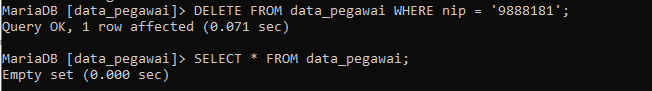 MariaDB [data_pegawai]> DELETE FROM data_pegawai WHERE nip = '9888181';
Query OK, 1 row affected (0.071 sec)
MariaDB [data_pegawai]> SELECT * FROM data_pegawai;
Empty set (0.000 sec)